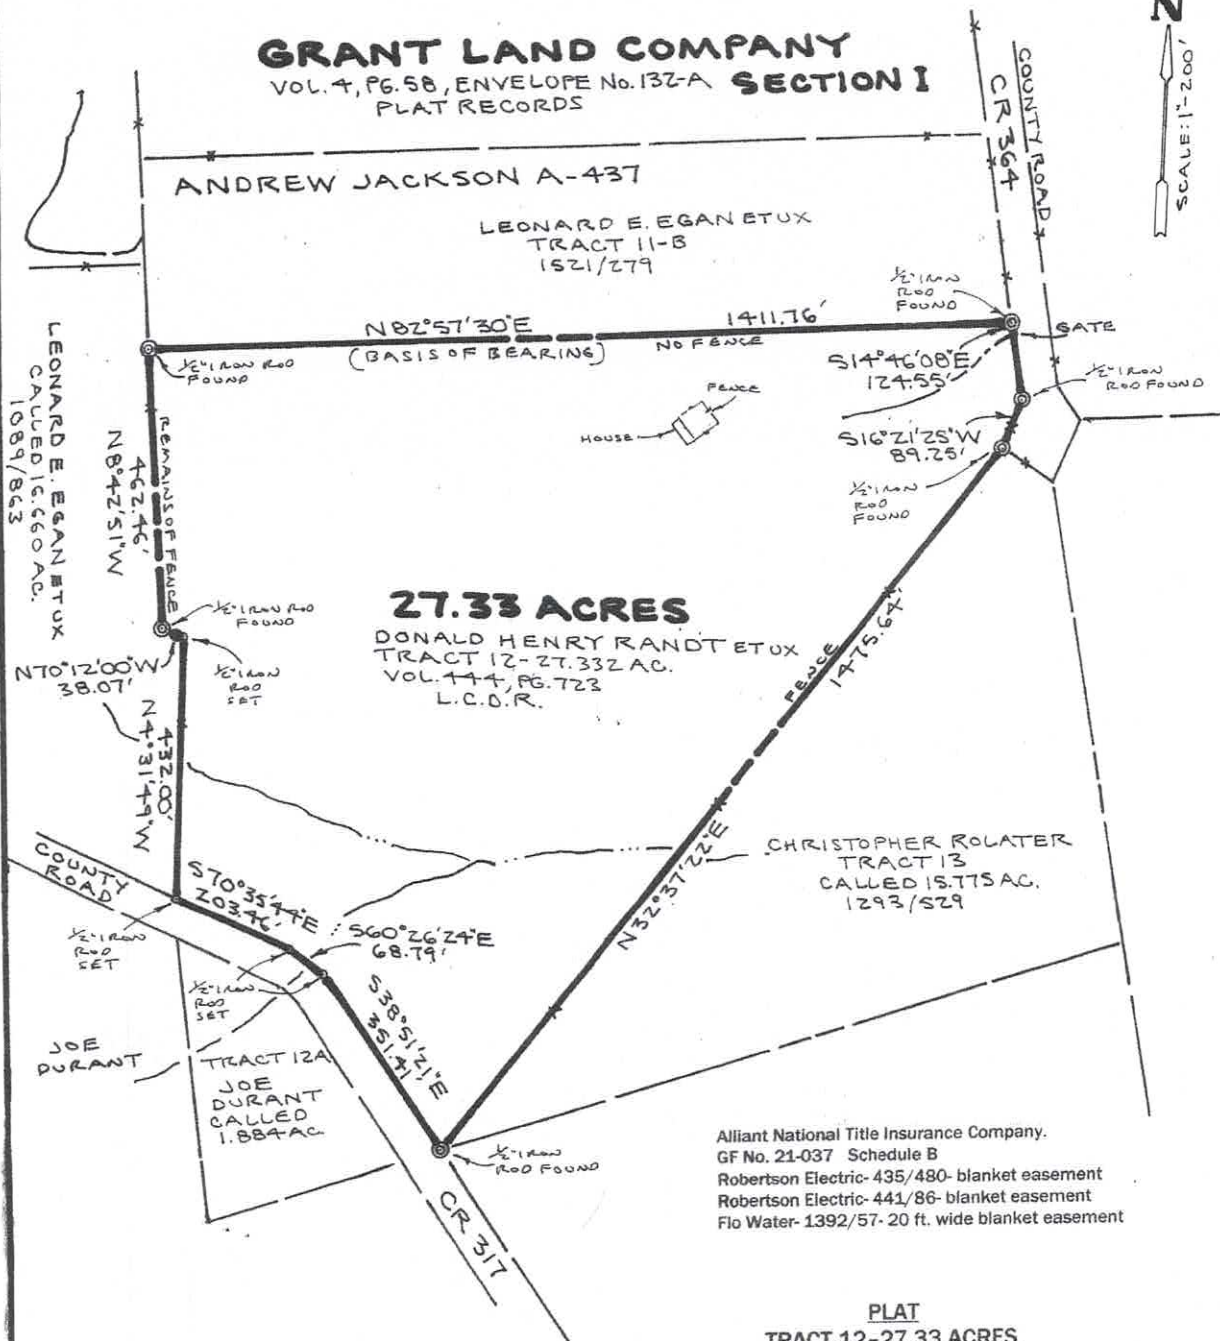 N
GRANT LAND COMPANY
VOL. 4, PG. 58, ENVELOPE No. 132-A SECTION I
PLAT RECORDS
COUNTY ROAD
CR 364
SCALE: 1"-200'
ANDREW JACKSON A-437
LEONARD E. EGAN ETUX
TRACT 11-B
1521/279
1/2" IRON
ROD
FOUND
N82°57'30"E
1411.76'
(BASIS OF BEARING)
NO FENCE
GATE
1/2" IRON ROD
FOUND
S14°46'08"E
124.55'
1/2" IRON
ROD FOUND
FENCE
HOUSE
S16°21'25"W
89.25'
1/2" IRON
ROD
FOUND
LEONARD E. EGAN ETUX
CALLED 16.660 AC.
1089/863
REMAINS OF FENCE
462.46'
N8°42'51"W
1/2" IRON ROD
FOUND
27.33 ACRES
DONALD HENRY RANDT ETUX
TRACT 12-27.332 AC.
VOL. 444, PG. 723
L.C.D.R.
N70°12'00"W
38.07'
1/2" IRON
ROD
SET
FENCE
1475.64'
432.00'
N4°31'49"W
N32°37'22"E
CHRISTOPHER ROLATER
TRACT 13
CALLED 15.775 AC.
1293/529
COUNTY
ROAD
S70°35'44"E
203.46'
1/2" IRON
ROD
SET
S60°26'24"E
68.79'
1/2" IRON
ROD
SET
S38°51'21"E
351.41'
JOE
DURANT
TRACT 12A
JOE
DURANT
CALLED
1.884 AC.
1/2" IRON
ROD FOUND
CR 317
Alliant National Title Insurance Company.
GF No. 21-037 Schedule B
Robertson Electric- 435/480- blanket easement
Robertson Electric- 441/86- blanket easement
Flo Water- 1392/57- 20 ft. wide blanket easement
PLAT
TRACT 12-27.33 ACRES